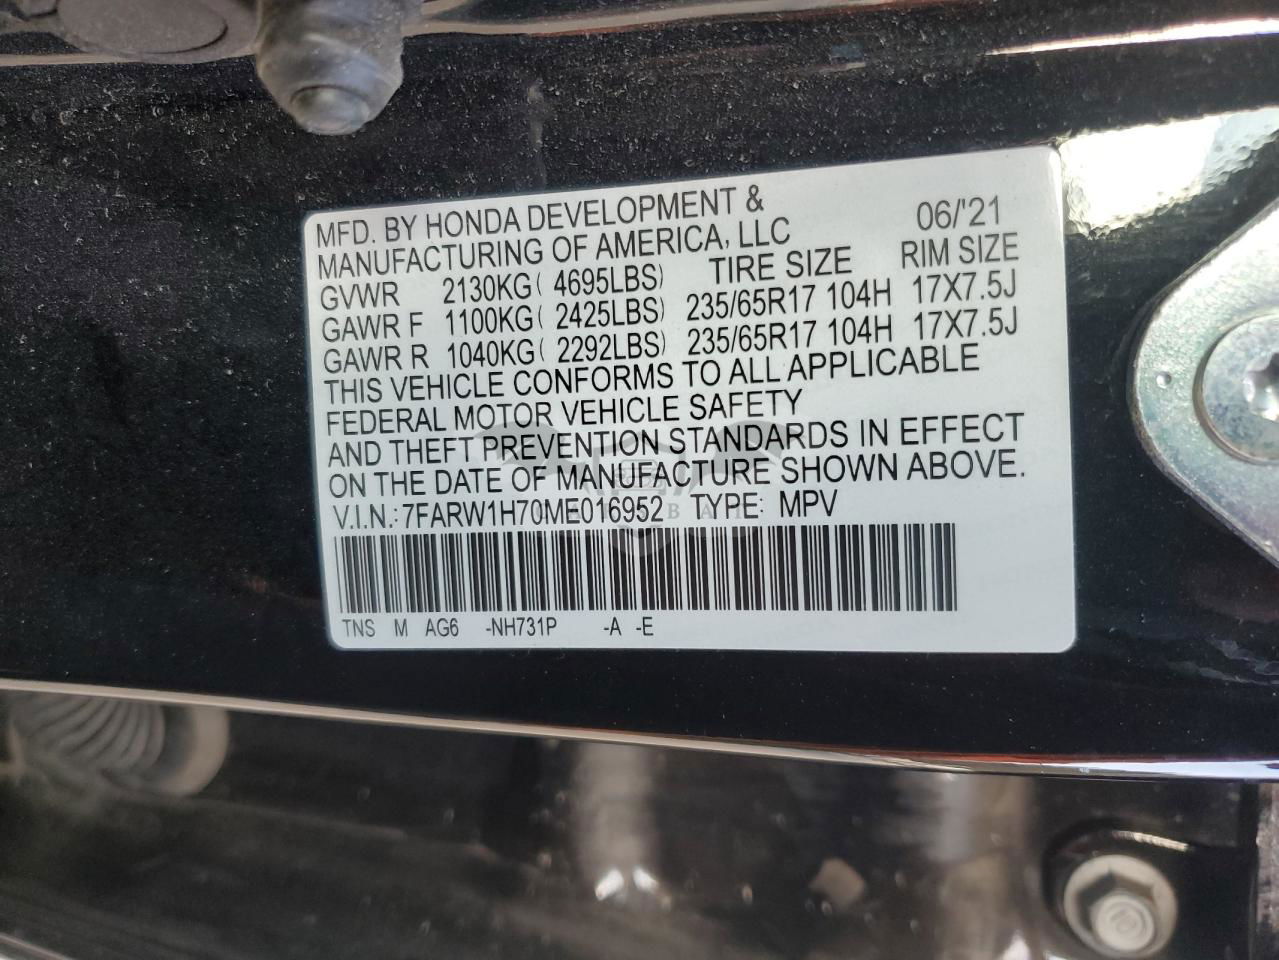 MFD. BY HONDA DEVELOPMENT &
MANUFACTURING OF AMERICA, LLC 06/'21
GVWR 2130KG( 4695LBS) TIRE SIZE RIM SIZE
GAWR F 1100KG( 2425LBS) 235/65R17 104H 17X7.5J
GAWR R 1040KG( 2292LBS) 235/65R17 104H 17X7.5J
THIS VEHICLE CONFORMS TO ALL APPLICABLE
FEDERAL MOTOR VEHICLE SAFETY
AND THEFT PREVENTION STANDARDS IN EFFECT
ON THE DATE OF MANUFACTURE SHOWN ABOVE.
V.I.N.: 7FARW1H70ME016952 TYPE: MPV
TNS M AG6 -NH731P -A -E